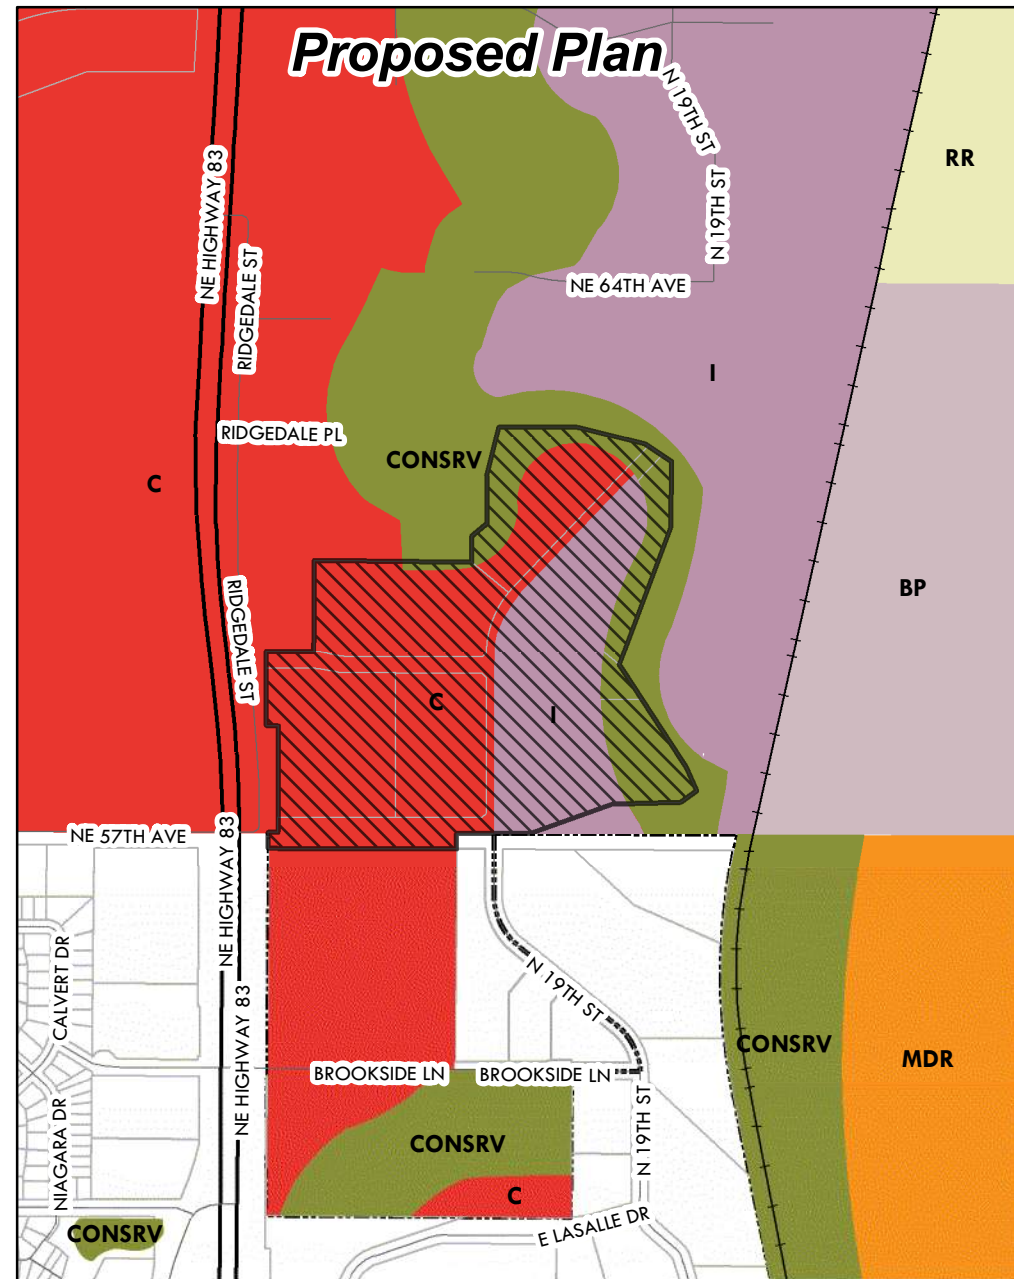 Proposed Plan
N 19TH ST
RR
NE HIGHWAY 83
N 19TH ST
RIDGEDALE ST
NE 64TH AVE
I
RIDGEDALE PL
CONSRV
C
BP
RIDGEDALE ST
C
I
NE 57TH AVE
NE HIGHWAY 83
CALVERT DR
N 19TH ST
NE HIGHWAY 83
CONSRV
MDR
BROOKSIDE LN
BROOKSIDE LN
NIAGARA DR
N 19TH ST
CONSRV
C
E LASALLE DR
CONSRV